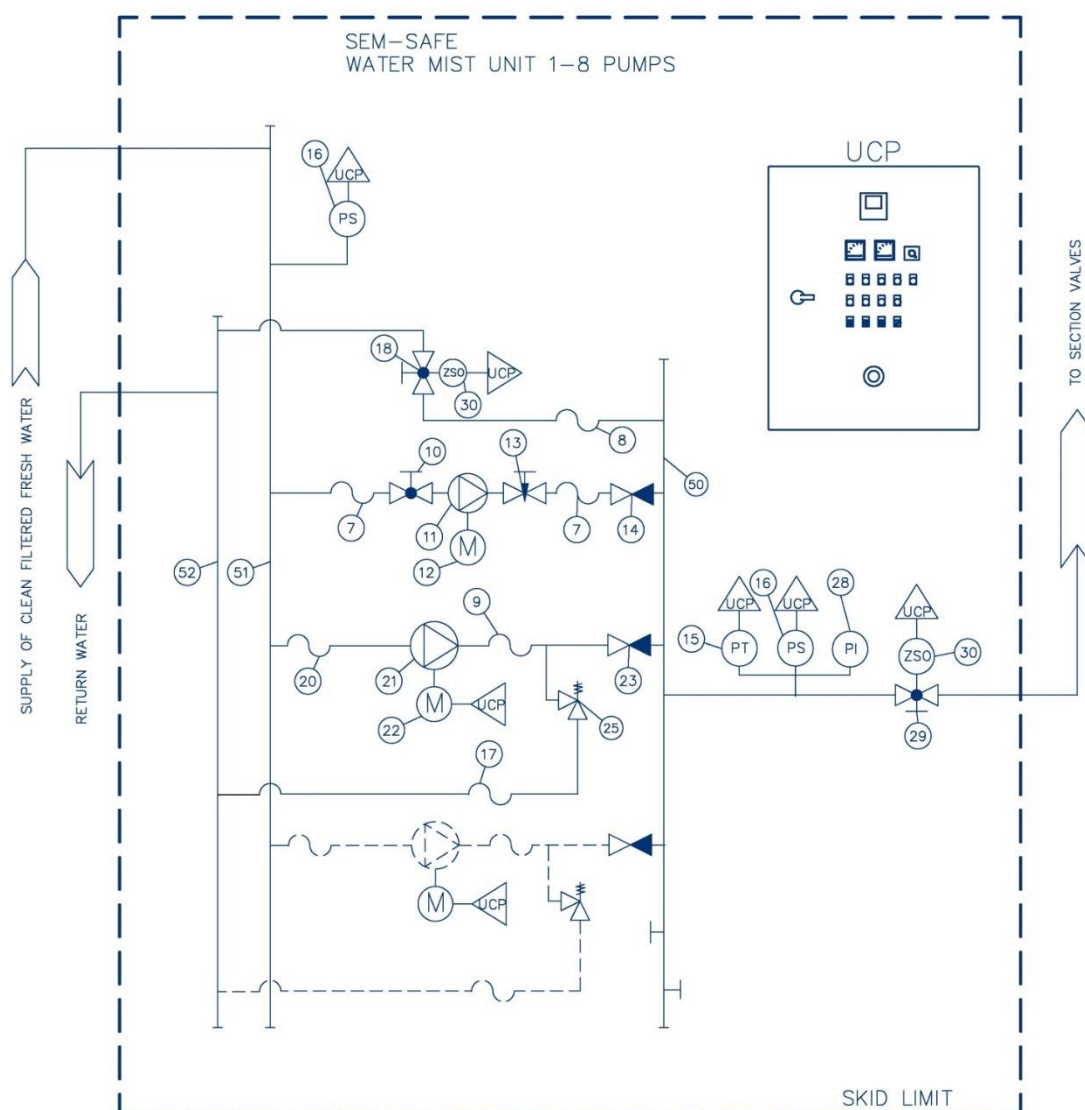 SEM-SAFE
WATER MIST UNIT 1-8 PUMPS
16
UCP
PS
UCP
18
ZSO
UCP
30
8
10
13
50
7
11
7
14
M
12
52
51
9
20
21
23
M
UCP
22
25
17
M
UCP
UCP
16
UCP
28
UCP
15
PT
PS
PI
ZSO
30
29
SUPPLY OF CLEAN FILTERED FRESH WATER
RETURN WATER
TO SECTION VALVES
SKID LIMIT